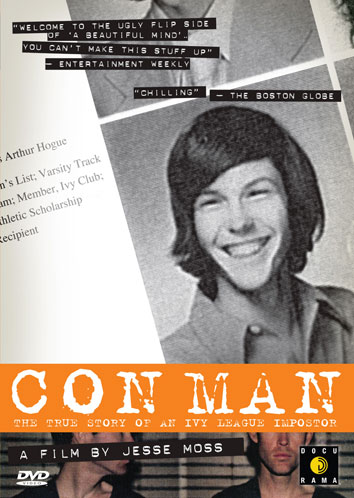 "WELCOME TO THE UGLY FLIP SIDE
OF 'A BEAUTIFUL MIND'...
YOU CAN'T MAKE THIS STUFF UP"
— ENTERTAINMENT WEEKLY
"CHILLING" — THE BOSTON GLOBE
s Arthur Hogue
n's List; Varsity Track
am; Member, Ivy Club;
thletic Scholarship
Recipient
CON MAN
THE TRUE STORY OF AN IVY LEAGUE IMPOSTOR
A FILM BY JESSE MOSS
DVD
VIDEO
DOCU
RAMA